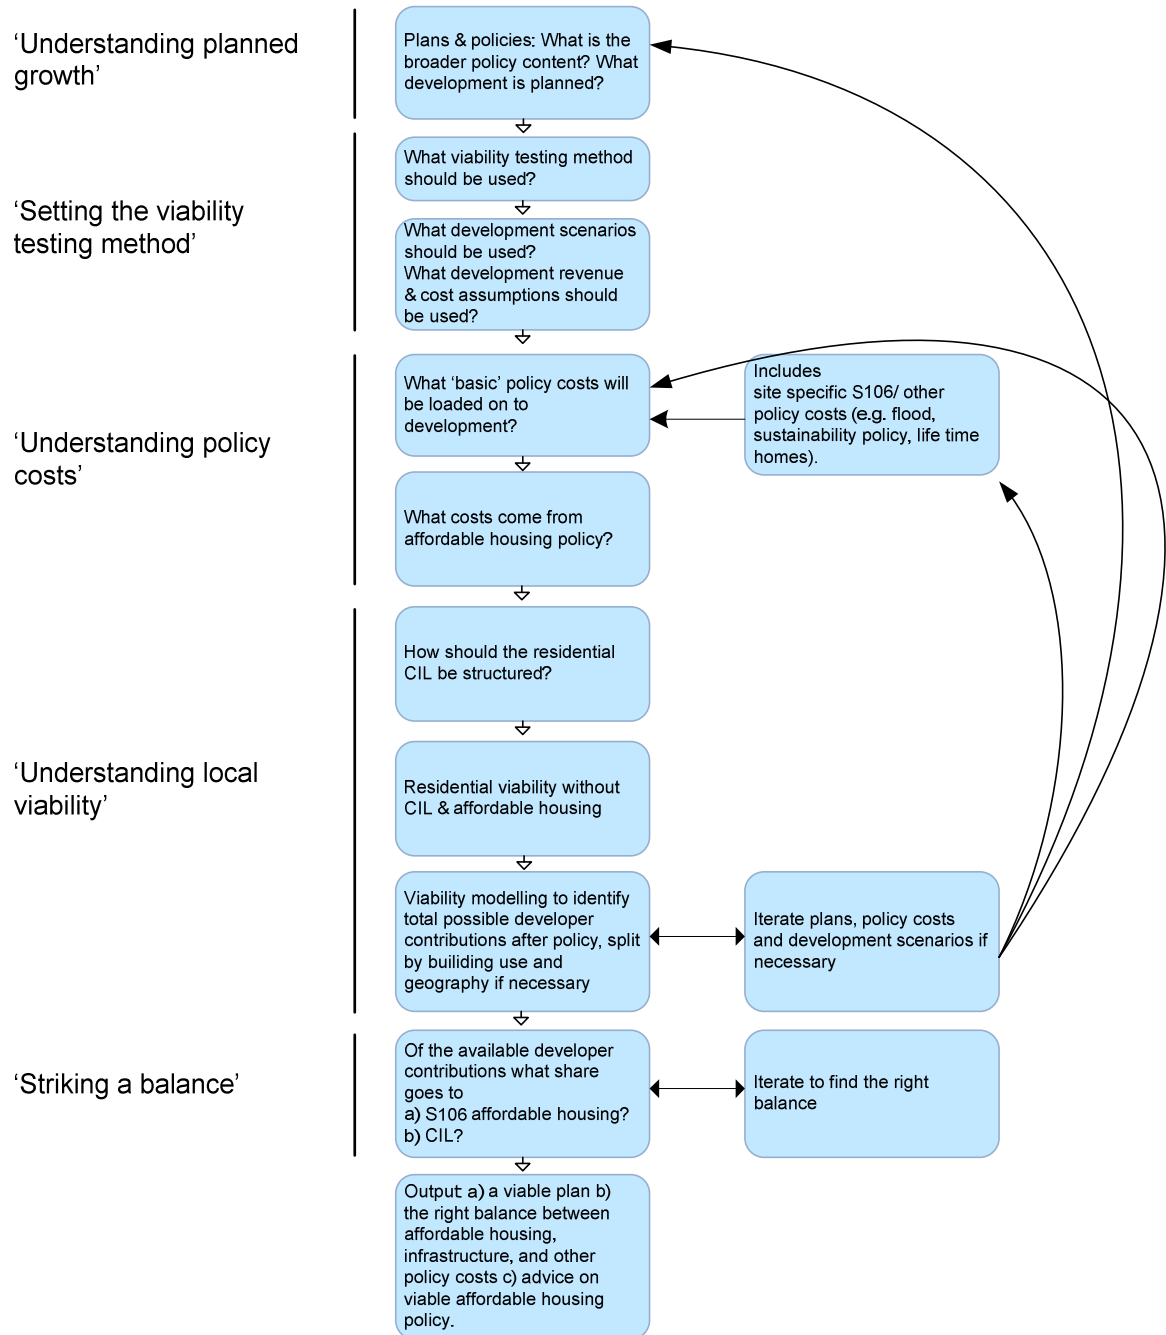 ‘Understanding planned
growth’
Plans & policies: What is the
broader policy content? What
development is planned?
‘Setting the viability
testing method’
What viability testing method
should be used?
What development scenarios
should be used?
What development revenue
& cost assumptions should
be used?
‘Understanding policy
costs’
What ‘basic’ policy costs will
be loaded on to
development?
Includes
site specific S106/ other
policy costs (e.g. flood,
sustainability policy, life time
homes).
What costs come from
affordable housing policy?
‘Understanding local
viability’
How should the residential
CIL be structured?
Residential viability without
CIL & affordable housing
Viability modelling to identify
total possible developer
contributions after policy, split
by builiding use and
geography if necessary
Iterate plans, policy costs
and development scenarios if
necessary
‘Striking a balance’
Of the available developer
contributions what share
goes to
a) S106 affordable housing?
b) CIL?
Iterate to find the right
balance
Output: a) a viable plan b)
the right balance between
affordable housing,
infrastructure, and other
policy costs c) advice on
viable affordable housing
policy.